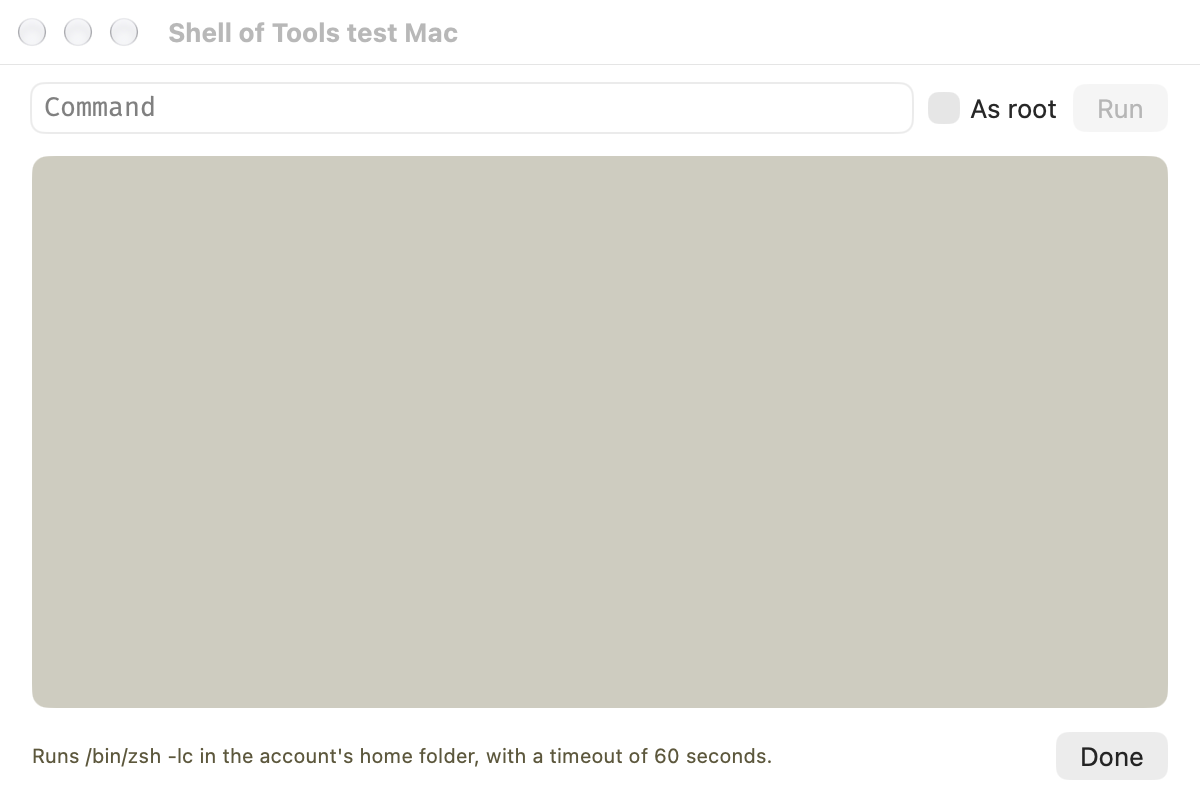 Shell of Tools test Mac
Command
As root
Run
Runs /bin/zsh -lc in the account's home folder, with a timeout of 60 seconds.
Done